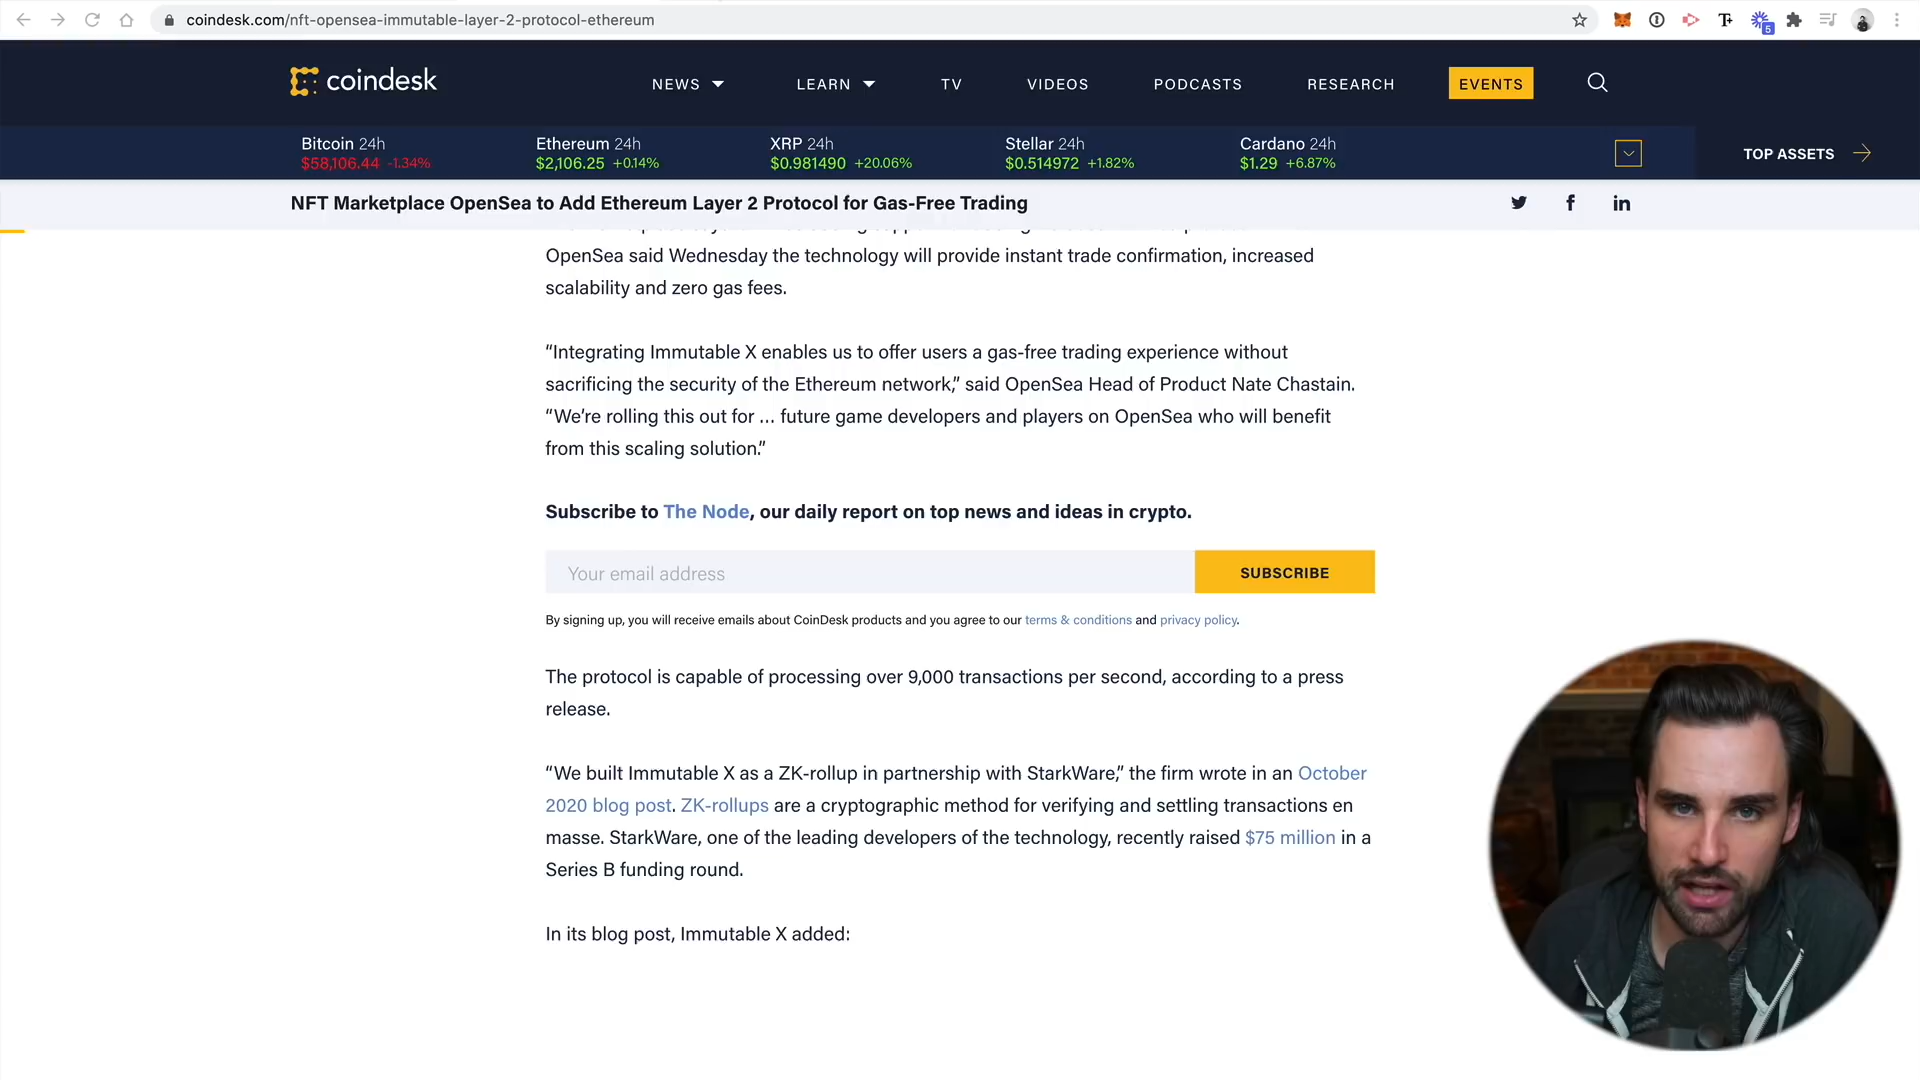 coindesk.com/nft-opensea-immutable-layer-2-protocol-ethereum
5
coindesk
NEWS
LEARN
TV
VIDEOS
PODCASTS
RESEARCH
EVENTS
Bitcoin 24h
$58,106.44 -1.34%
Ethereum 24h
$2,106.25 +0.14%
XRP 24h
$0.981490 +20.06%
Stellar 24h
$0.514972 +1.82%
Cardano 24h
$1.29 +6.87%
TOP ASSETS
NFT Marketplace OpenSea to Add Ethereum Layer 2 Protocol for Gas-Free Trading
OpenSea said Wednesday the technology will provide instant trade confirmation, increased
scalability and zero gas fees.
“Integrating Immutable X enables us to offer users a gas-free trading experience without
sacrificing the security of the Ethereum network,” said OpenSea Head of Product Nate Chastain.
“We’re rolling this out for … future game developers and players on OpenSea who will benefit
from this scaling solution.”
Subscribe to The Node, our daily report on top news and ideas in crypto.
Your email address
SUBSCRIBE
By signing up, you will receive emails about CoinDesk products and you agree to our terms & conditions and privacy policy.
The protocol is capable of processing over 9,000 transactions per second, according to a press
release.
“We built Immutable X as a ZK-rollup in partnership with StarkWare,” the firm wrote in an October
2020 blog post. ZK-rollups are a cryptographic method for verifying and settling transactions en
masse. StarkWare, one of the leading developers of the technology, recently raised $75 million in a
Series B funding round.
In its blog post, Immutable X added: